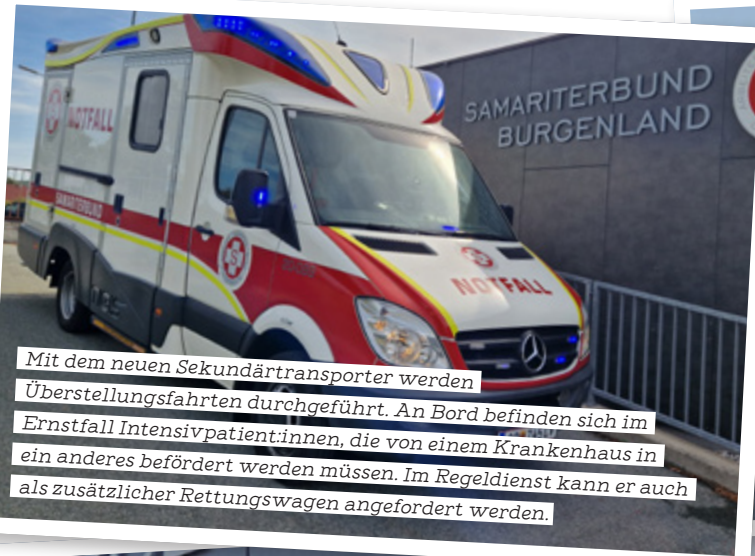 SAMARITERBUND
BURGENLAND
NOTFALL
SAMARITERBUND
NOTFALL
Mit dem neuen Sekundärtransporter werden
Überstellungsfahrten durchgeführt. An Bord befinden sich im
Ernstfall Intensivpatient:innen, die von einem Krankenhaus in
ein anderes befördert werden müssen. Im Regeldienst kann er auch
als zusätzlicher Rettungswagen angefordert werden.